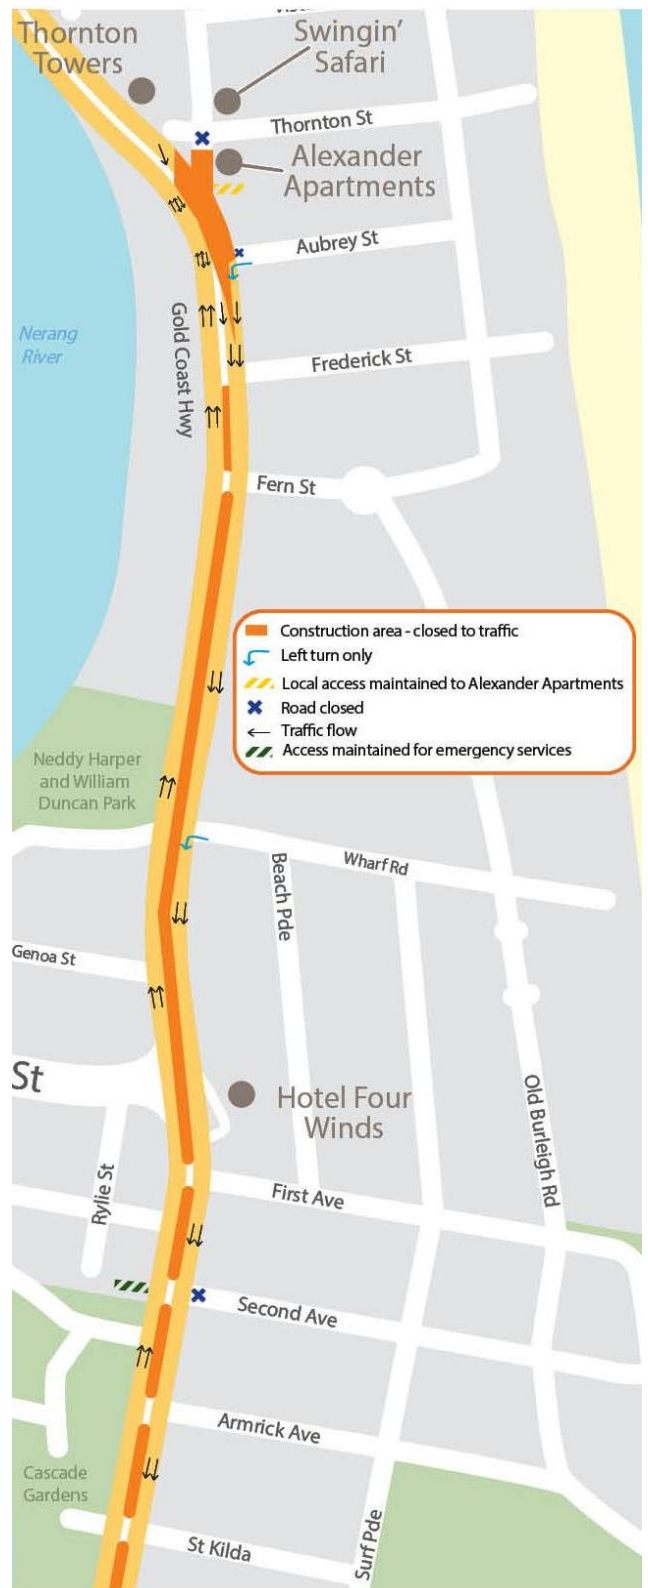 Thornton
Towers
Swingin'
Safari
Thornton St
Alexander
Apartments
Aubrey St
Nerang
River
Gold Coast Hwy
Frederick St
Fern St
Construction area - closed to traffic
Left turn only
Local access maintained to Alexander Apartments
Road closed
Traffic flow
Access maintained for emergency services
Neddy Harper
and William
Duncan Park
Wharf Rd
Beach Pde
Genoa St
St
Hotel Four
Winds
Old Burleigh Rd
Rylie St
First Ave
Second Ave
Armrick Ave
Cascade
Gardens
Surf Pde
St Kilda